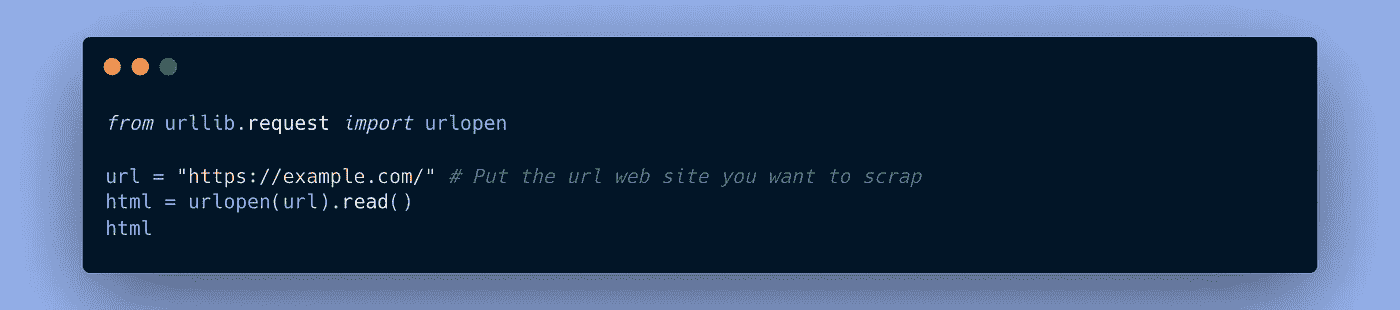 from urllib.request import urlopen
url = "https://example.com/" # Put the url web site you want to scrap
html = urlopen(url).read()
html